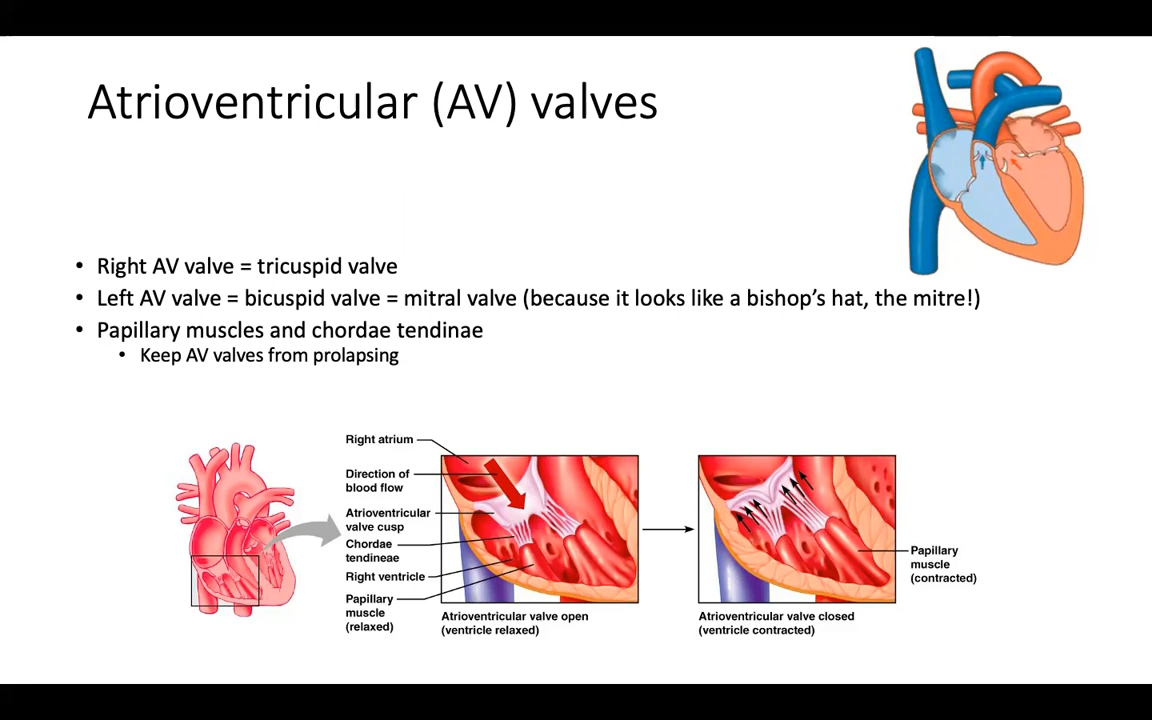 Atrioventricular (AV) valves
• Right AV valve = tricuspid valve
• Left AV valve = bicuspid valve = mitral valve (because it looks like a bishop’s hat, the mitre!)
• Papillary muscles and chordae tendinae
• Keep AV valves from prolapsing
Right atrium
Direction of
blood flow
Atrioventricular
valve cusp
Chordae
tendineae
Right ventricle
Papillary
muscle
(relaxed)
Atrioventricular valve open
(ventricle relaxed)
Papillary
muscle
(contracted)
Atrioventricular valve closed
(ventricle contracted)